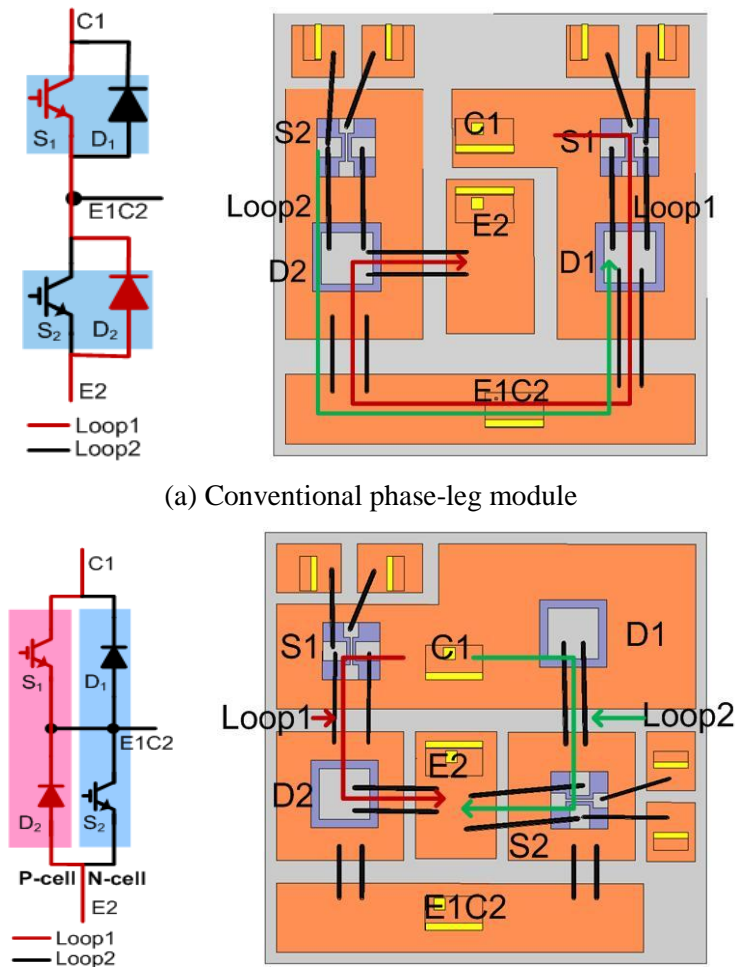 C1
S1
D1
E1C2
S2
D2
E2
Loop1
Loop2
S2
C1
S1
Loop2
E2
Loop1
D2
D1
E1C2
(a) Conventional phase-leg module
C1
S1
D1
E1C2
D2
S2
P-cell N-cell
E2
Loop1
Loop2
S1
C1
D1
Loop1
Loop2
E2
D2
S2
E1C2